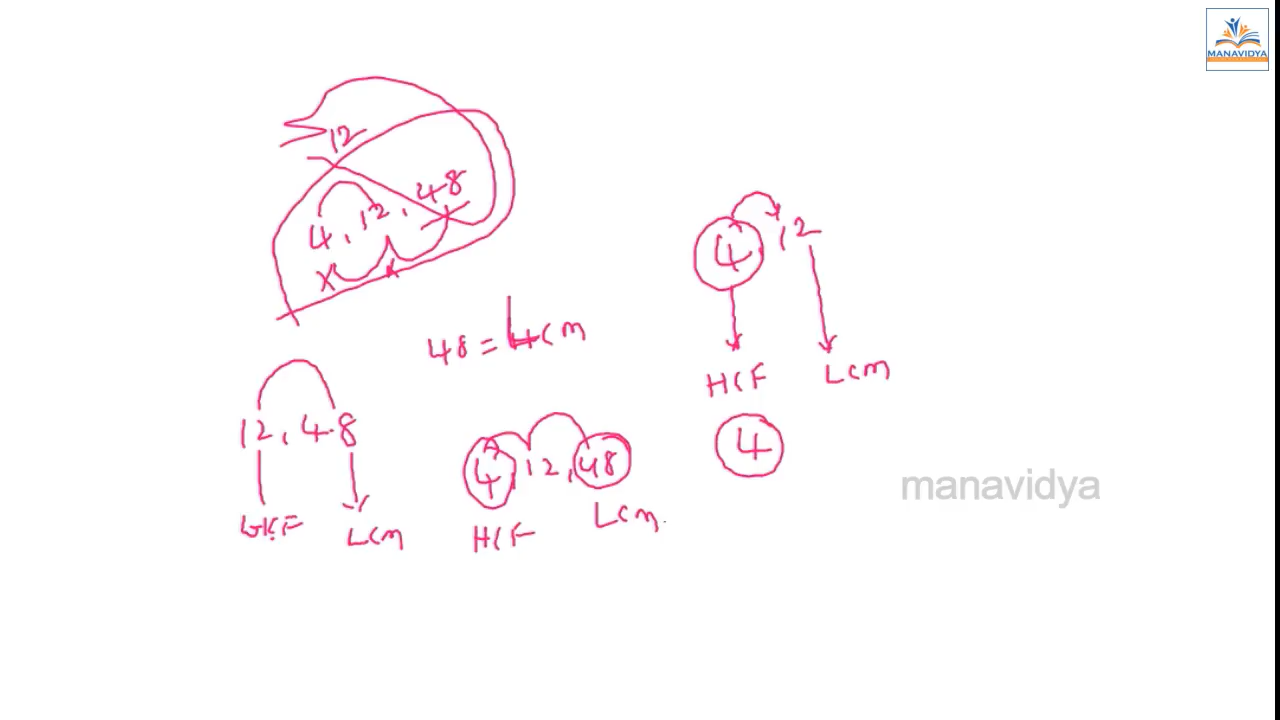 MANAVIDYA
12
4, 12, 48
4, 12
48 = LCM
HCF LCM
12, 48
4, 12, 48
4
manavidya
HCF LCM
LCM
HCF